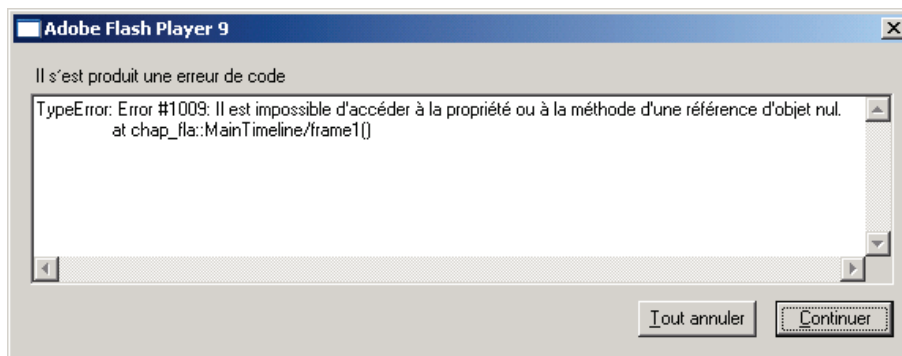 Adobe Flash Player 9
Il s'est produit une erreur de code
TypeError: Error #1009: Il est impossible d'accéder à la propriété ou à la méthode d'une référence d'objet nul.
at chap_fla::MainTimeline/frame1()
Tout annuler
Continuer